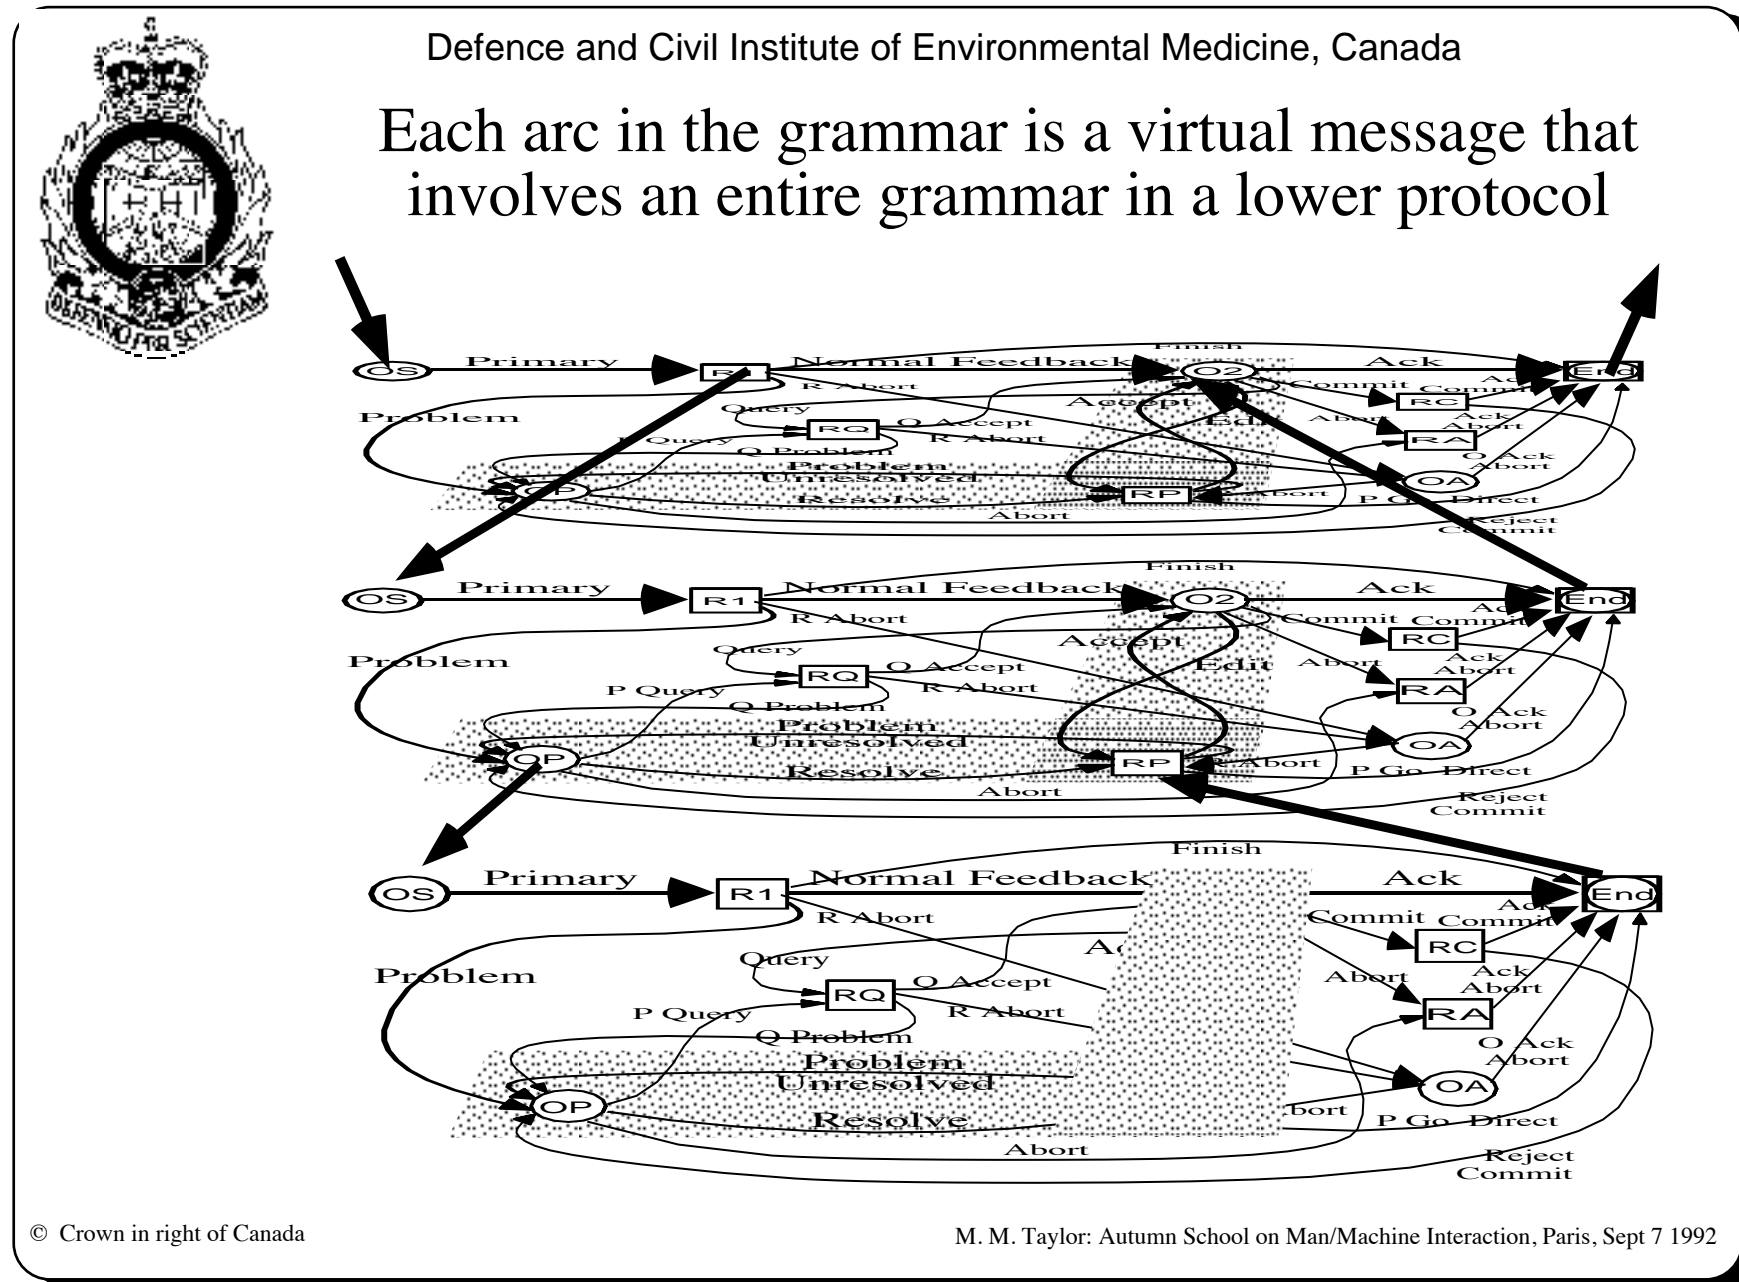 Defence and Civil Institute of Environmental Medicine, Canada
Each arc in the grammar is a virtual message that
involves an entire grammar in a lower protocol
DEFENDO PER SCIENTIAM
Finish
OS Primary R1 Normal Feedback O2 Ack End
R Abort
Commit
Ack
Commit
RC
Problem
Query
Accept
RQ
Q Accept
Edit
Abort
Ack
Abort
P Query
R Abort
RA
Q Problem
O Ack
Abort
Problem
Unresolved
OP
Resolve
RP
R Abort
OA
P Go Direct
Abort
Reject
Commit
Finish
OS Primary R1 Normal Feedback O2 Ack End
R Abort
Commit
Ack
Commit
RC
Problem
Query
Accept
RQ
Q Accept
Edit
Abort
Ack
Abort
P Query
R Abort
RA
Q Problem
O Ack
Abort
Problem
Unresolved
OP
Resolve
RP
R Abort
OA
P Go Direct
Abort
Reject
Commit
Finish
OS Primary R1 Normal Feedback Ack End
R Abort
Commit
Ack
Commit
RC
Problem
Query
Ac
RQ
Q Accept
Abort
Ack
Abort
P Query
R Abort
RA
Q Problem
O Ack
Abort
Problem
Unresolved
OP
Resolve
bort
OA
P Go Direct
Abort
Reject
Commit
© Crown in right of Canada
M. M. Taylor: Autumn School on Man/Machine Interaction, Paris, Sept 7 1992